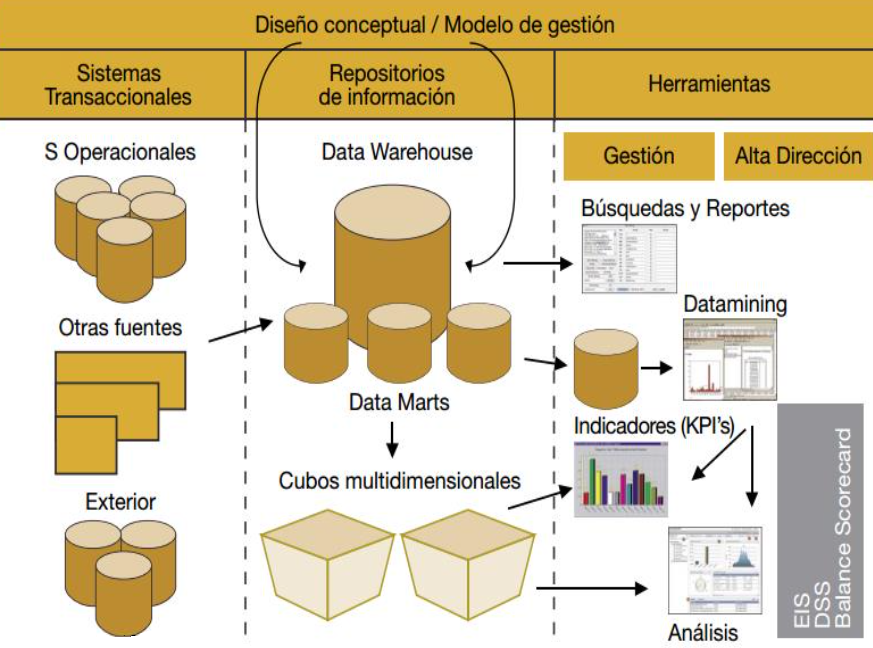 Diseño conceptual / Modelo de gestión
Sistemas
Transaccionales
Repositorios
de información
Herramientas
S Operacionales
Data Warehouse
Gestión
Alta Dirección
Búsquedas y Reportes
Otras fuentes
Datamining
Data Marts
Indicadores (KPI's)
Cubos multidimensionales
Exterior
Análisis
EIS
DSS
Balance Scorecard